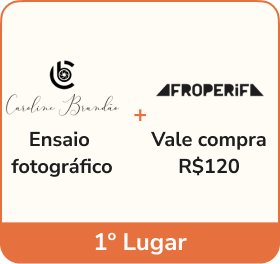 Caroline Brandão
AFROPERIFA
+
Ensaio
fotográfico
Vale compra
R$120
1º Lugar